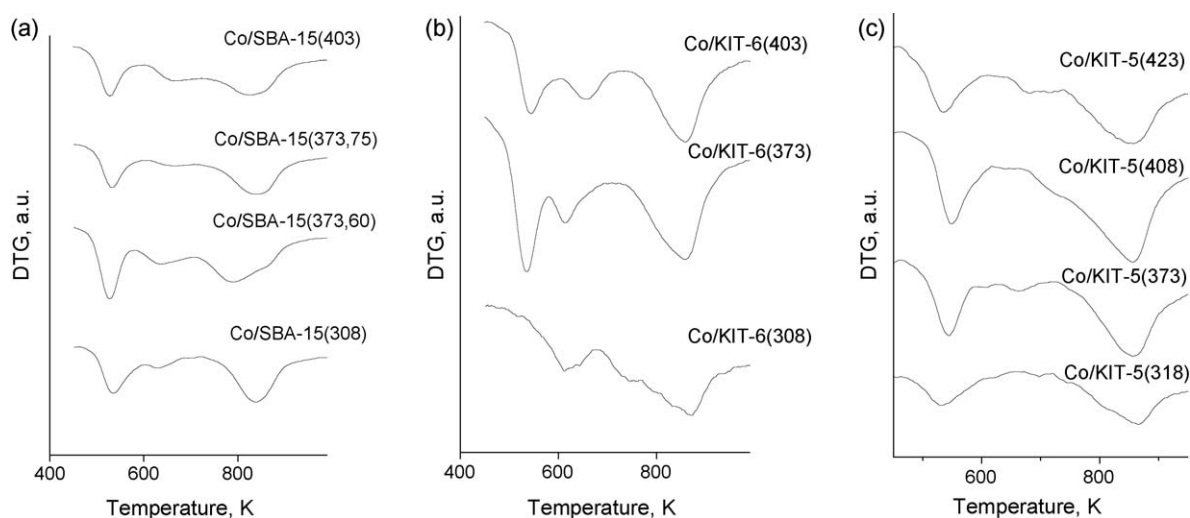 (a)
Co/SBA-15(403)
Co/SBA-15(373,75)
Co/SBA-15(373,60)
Co/SBA-15(308)
DTG, a.u.
400 600 800
Temperature, K
(b)
Co/KIT-6(403)
Co/KIT-6(373)
Co/KIT-6(308)
DTG, a.u.
400 600 800
Temperature, K
(c)
Co/KIT-5(423)
Co/KIT-5(408)
Co/KIT-5(373)
Co/KIT-5(318)
DTG, a.u.
600 800
Temperature, K